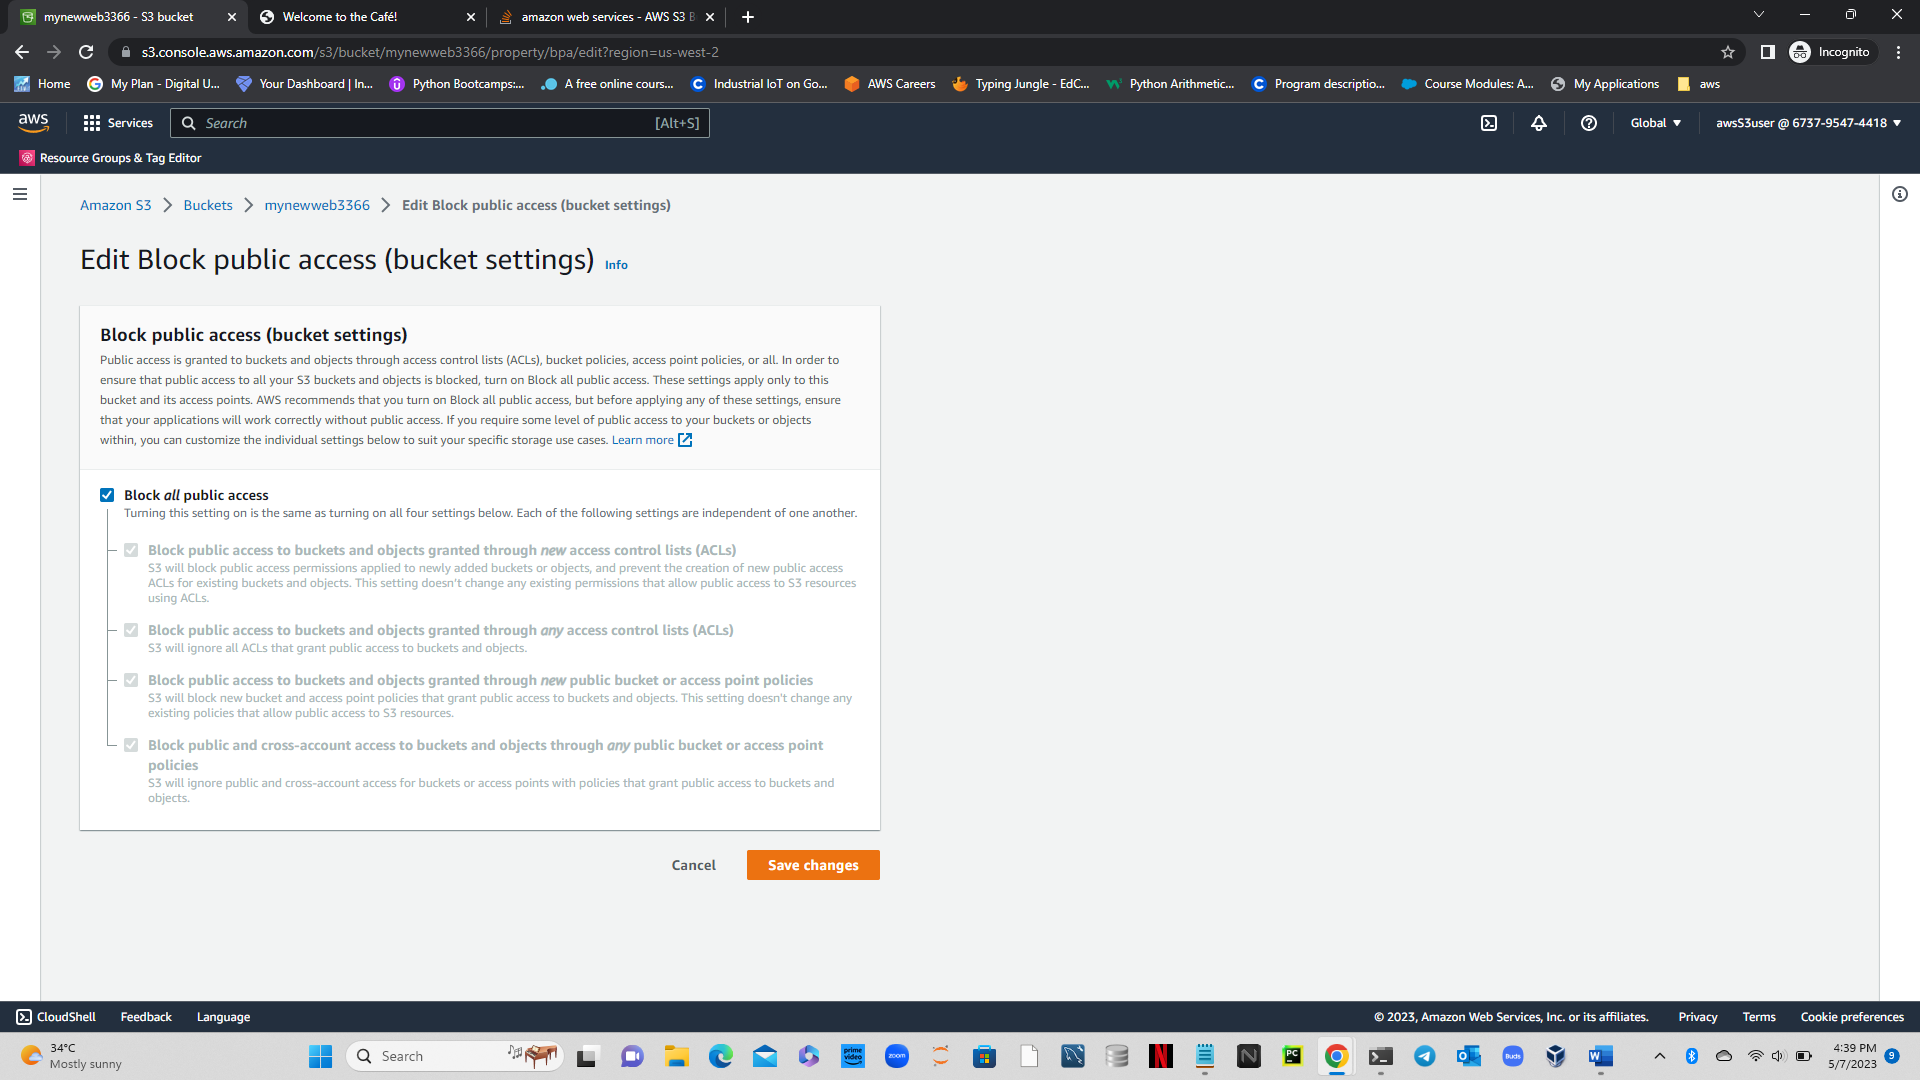 mynewweb3366 - S3 bucket
Welcome to the Café!
amazon web services - AWS S3 B
s3.console.aws.amazon.com/s3/bucket/mynewweb3366/property/bpa/edit?region=us-west-2
Incognito
Home
My Plan - Digital U...
Your Dashboard | In...
Python Bootcamps:...
A free online cours...
Industrial IoT on Go...
AWS Careers
Typing Jungle - EdC...
Python Arithmetic...
Program descriptio...
Course Modules: A...
My Applications
aws
aws
Services
Search
[Alt+S]
Global
awsS3user @ 6737-9547-4418
Resource Groups & Tag Editor
Amazon S3
Buckets
mynewweb3366
Edit Block public access (bucket settings)
Edit Block public access (bucket settings) Info
Block public access (bucket settings)
Public access is granted to buckets and objects through access control lists (ACLs), bucket policies, access point policies, or all. In order to
ensure that public access to all your S3 buckets and objects is blocked, turn on Block all public access. These settings apply only to this
bucket and its access points. AWS recommends that you turn on Block all public access, but before applying any of these settings, ensure
that your applications will work correctly without public access. If you require some level of public access to your buckets or objects
within, you can customize the individual settings below to suit your specific storage use cases. Learn more
Block all public access
Turning this setting on is the same as turning on all four settings below. Each of the following settings are independent of one another.
Block public access to buckets and objects granted through new access control lists (ACLs)
S3 will block public access permissions applied to newly added buckets or objects, and prevent the creation of new public access
ACLs for existing buckets and objects. This setting doesn't change any existing permissions that allow public access to S3 resources
using ACLs.
Block public access to buckets and objects granted through any access control lists (ACLs)
S3 will ignore all ACLs that grant public access to buckets and objects.
Block public access to buckets and objects granted through new public bucket or access point policies
S3 will block new bucket and access point policies that grant public access to buckets and objects. This setting doesn't change any
existing policies that allow public access to S3 resources.
Block public and cross-account access to buckets and objects through any public bucket or access point
policies
S3 will ignore public and cross-account access for buckets or access points with policies that grant public access to buckets and
objects.
Cancel
Save changes
CloudShell
Feedback
Language
© 2023, Amazon Web Services, Inc. or its affiliates.
Privacy
Terms
Cookie preferences
34°C
Mostly sunny
Search
prime video
zoom
PC
Buds
4:39 PM
5/7/2023
9